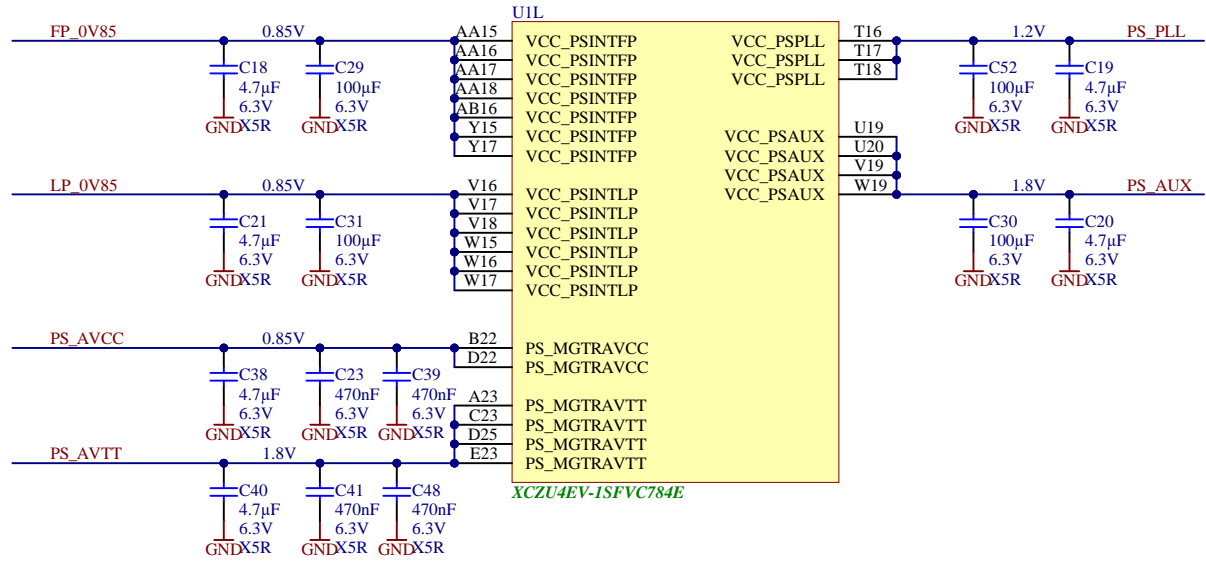 U1L
FP_0V85 0.85V AA15 VCC_PSINTFP VCC_PSPLL T16 1.2V PS_PLL
AA16 VCC_PSINTFP VCC_PSPLL T17
AA17 VCC_PSINTFP VCC_PSPLL T18
AA18 VCC_PSINTFP
AB16 VCC_PSINTFP
Y15 VCC_PSINTFP VCC_PSAUX U19
Y17 VCC_PSINTFP VCC_PSAUX U20
VCC_PSAUX V19
C18 C29 C52 C19
4.7µF 100µF 100µF 4.7µF
6.3V 6.3V 6.3V 6.3V
GND X5R GND X5R GND X5R GND X5R
LP_0V85 0.85V V16 VCC_PSINTLP VCC_PSAUX W19 1.8V PS_AUX
V17 VCC_PSINTLP
V18 VCC_PSINTLP
W15 VCC_PSINTLP
W16 VCC_PSINTLP
W17 VCC_PSINTLP
C21 C31 C30 C20
4.7µF 100µF 100µF 4.7µF
6.3V 6.3V 6.3V 6.3V
GND X5R GND X5R GND X5R GND X5R
PS_AVCC 0.85V B22 PS_MGTRAVCC
D22 PS_MGTRAVCC
C38 C23 C39
4.7µF 470nF 470nF
6.3V 6.3V 6.3V
GND X5R GND X5R GND X5R
A23 PS_MGTRAVTT
C23 PS_MGTRAVTT
D25 PS_MGTRAVTT
PS_AVTT 1.8V E23 PS_MGTRAVTT
C40 C41 C48
4.7µF 470nF 470nF
6.3V 6.3V 6.3V
GND X5R GND X5R GND X5R
XCZU4EV-1SFVC784E